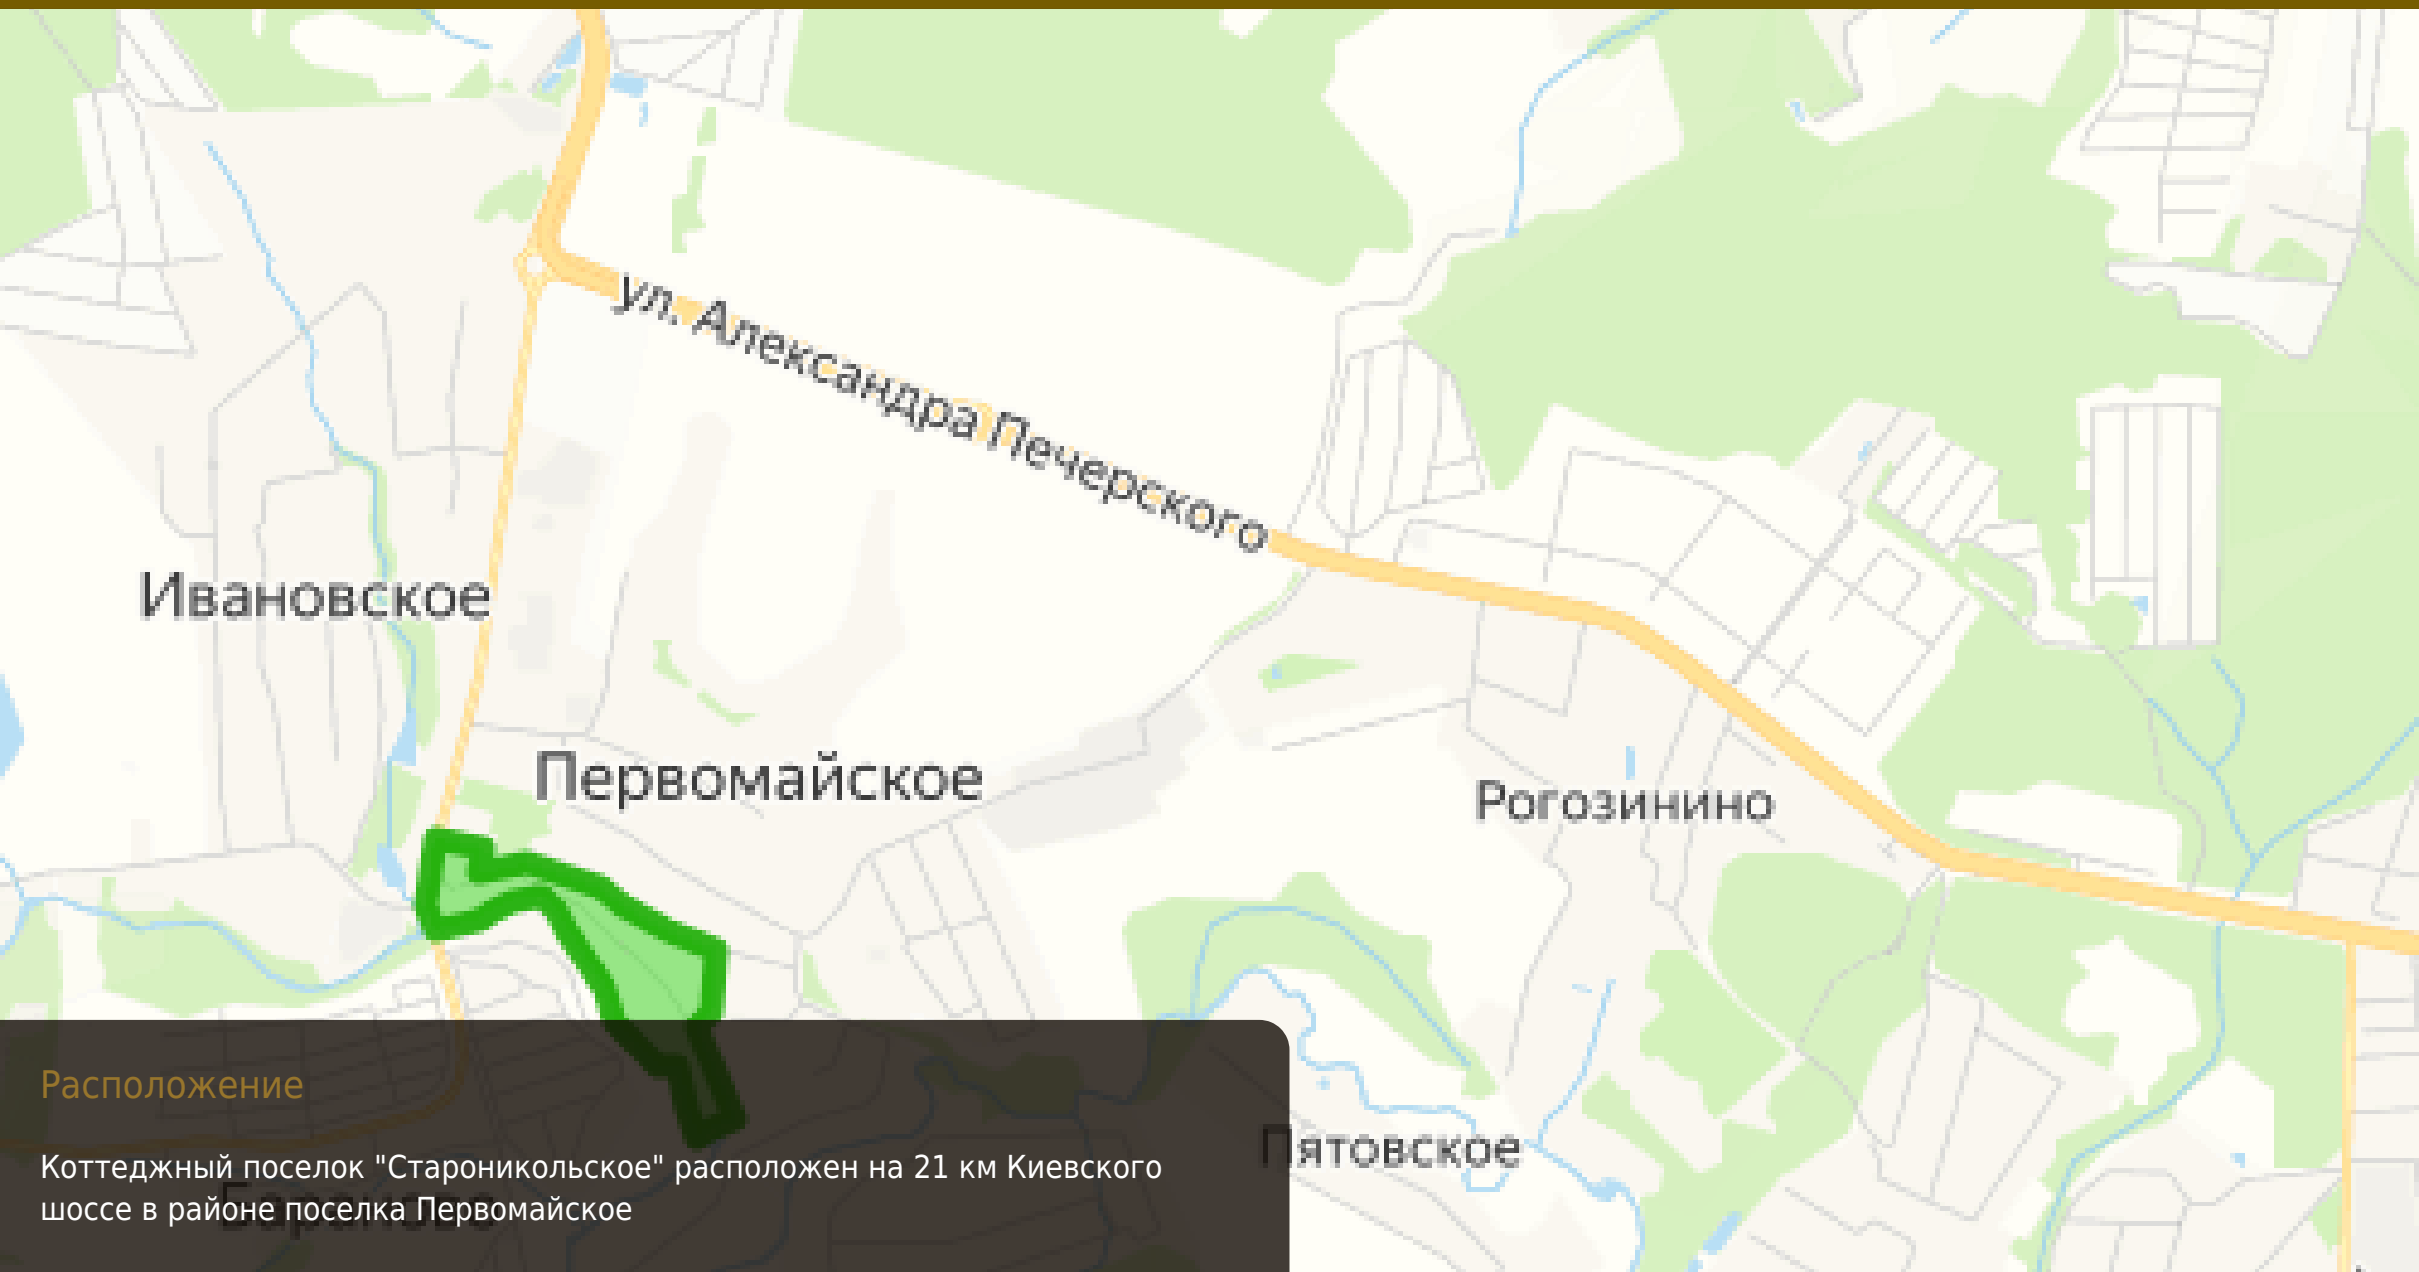 ул. Александра Печерского
Ивановское
Первомайское
Рогозинино
Пятовское
Расположение
Коттеджный поселок "Староникольское" расположен на 21 км Киевского
шоссе в районе поселка Первомайское
Бараново